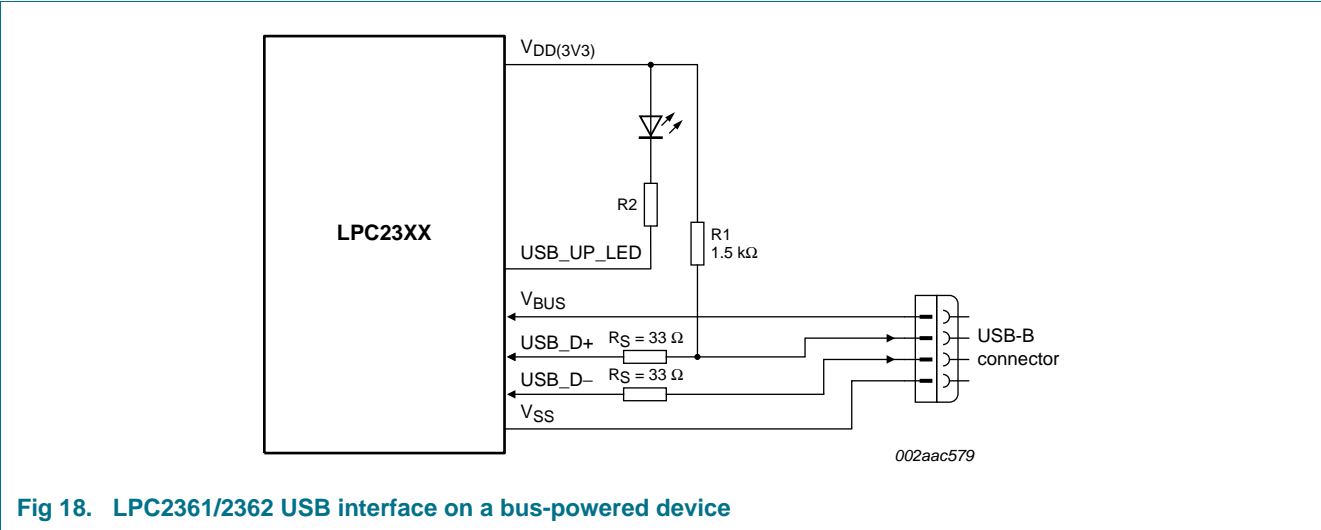 VDD(3V3)
R2
LPC23XX
R1
1.5 kΩ
USB_UP_LED
VBUS
USB_D+ RS = 33 Ω
USB-B
connector
USB_D− RS = 33 Ω
VSS
002aac579
Fig 18. LPC2361/2362 USB interface on a bus-powered device